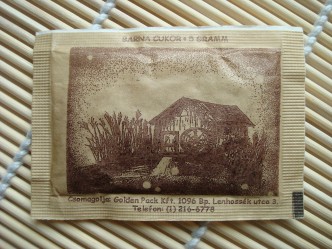 BARNA CUKOR • 5 GRAMM
Csomagolja: Golden Pack Kft. 1096 Bp. Lenhossék utca 3.
Telefon: (1) 216-6778